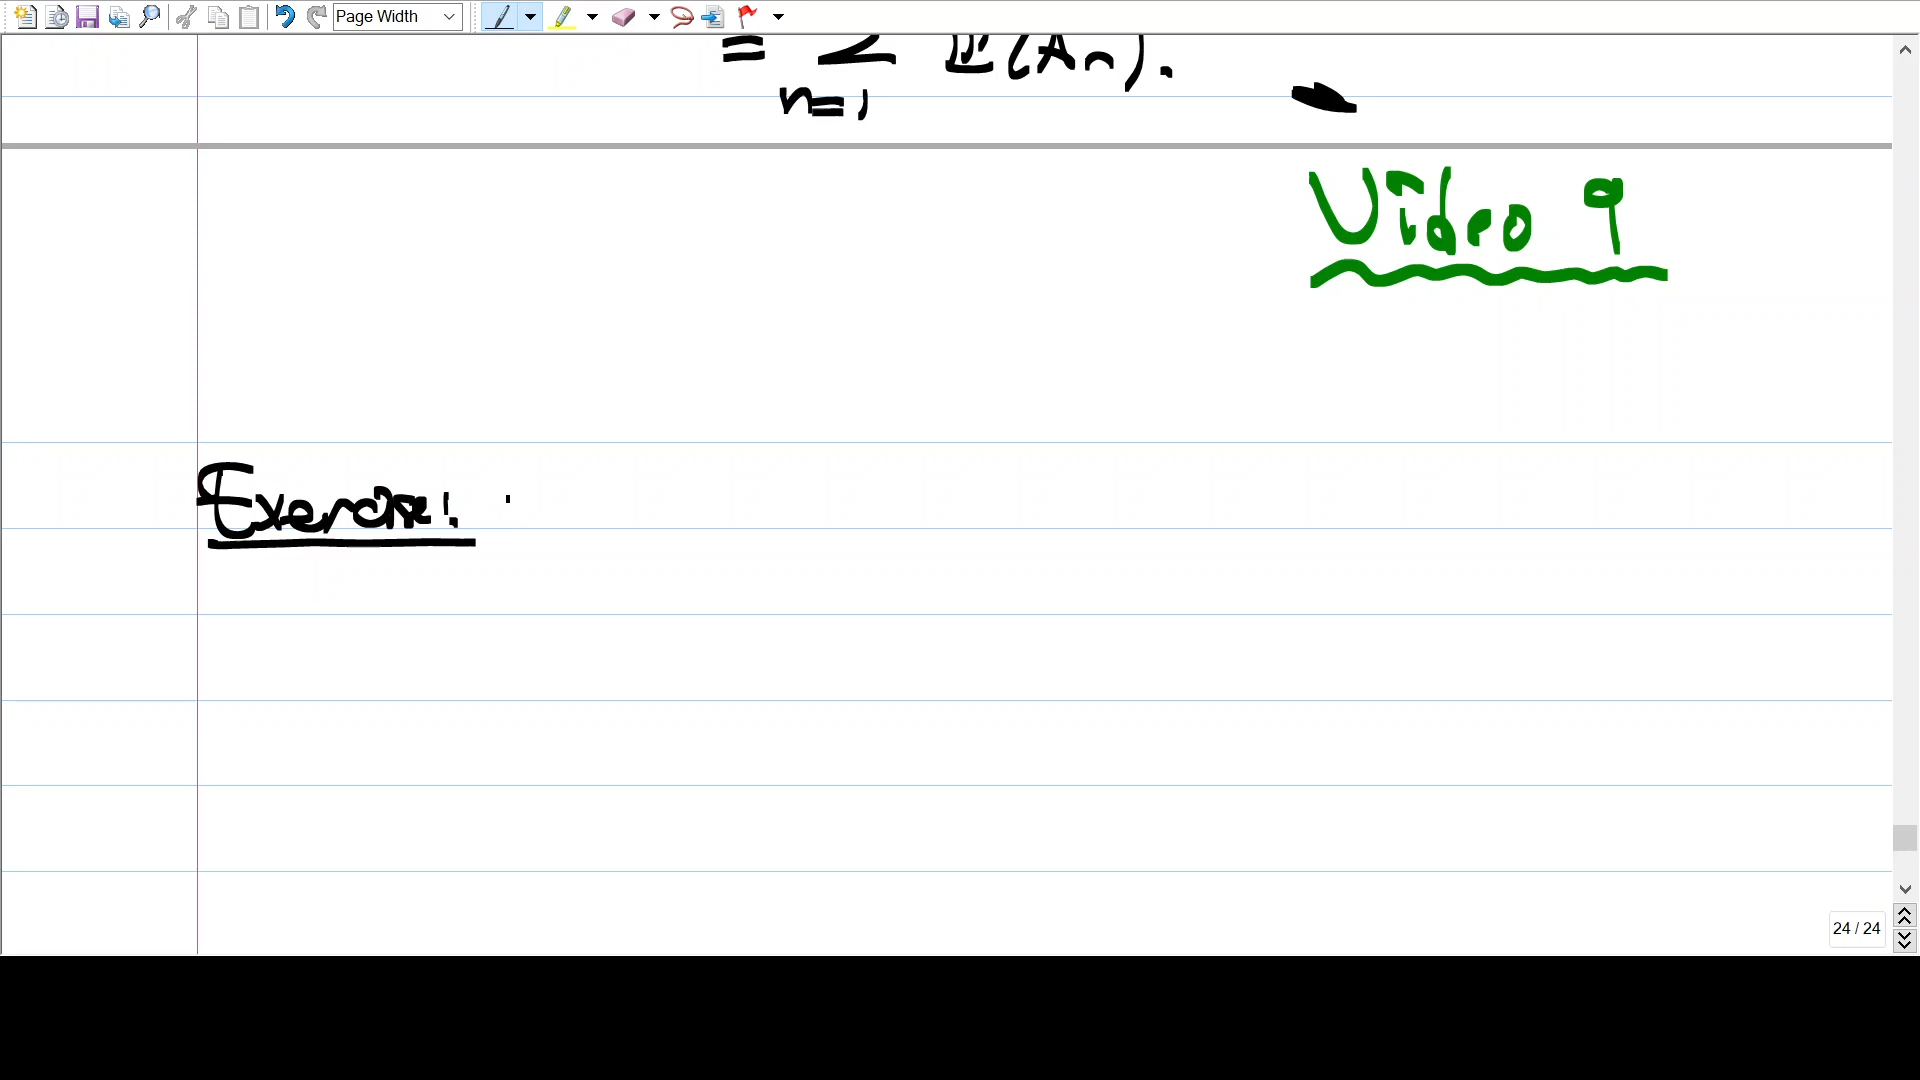 Page Width
= Σ P(An).
n=1
Video 9
Exercise:
24 / 24